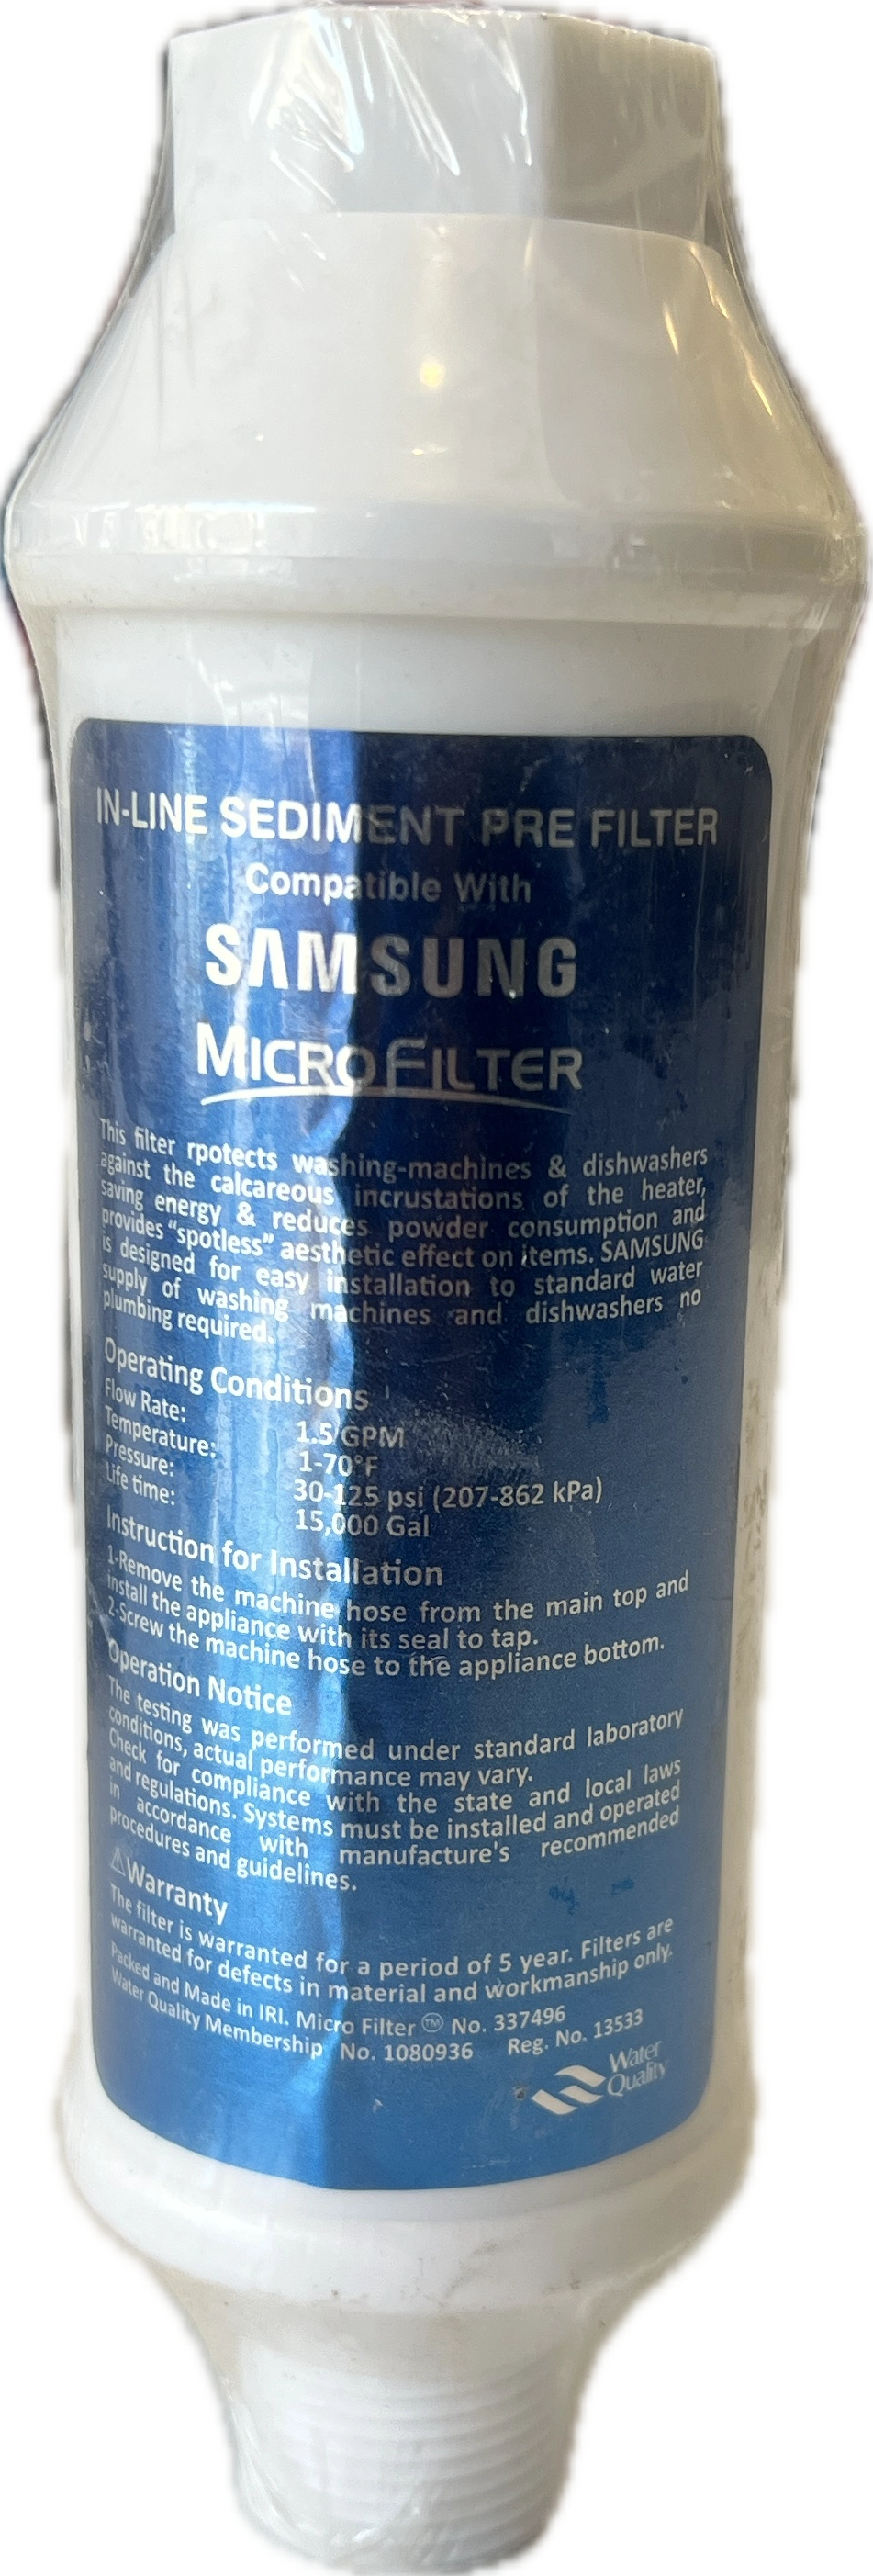 IN-LINE SEDIMENT PRE FILTER
Compatible With
SAMSUNG
MICROFILTER
This filter rpotects washing-machines & dishwashers
against the calcareous incrustations of the heater,
saving energy & reduces powder consumption and
provides "spotless" aesthetic effect on items. SAMSUNG
is designed for easy installation to standard water
supply of washing machines and dishwashers no
plumbing required.
Operating Conditions
Flow Rate: 1.5 GPM
Temperature: 1-70°F
Pressure: 30-125 psi (207-862 kPa)
Life time: 15,000 Gal
Instruction for Installation
1-Remove the machine hose from the main top and
install the appliance with its seal to tap.
2-Screw the machine hose to the appliance bottom.
Operation Notice
The testing was performed under standard laboratory
conditions, actual performance may vary.
Check for compliance with the state and local laws
and regulations. Systems must be installed and operated
in accordance with manufacture's recommended
procedures and guidelines.
⚠Warranty
The filter is warranted for a period of 5 year. Filters are
warranted for defects in material and workmanship only.
Packed and Made in IRI. Micro Filter ™ No. 337496
Water Quality Membership No. 1080936 Reg. No. 13533
Water
Quality